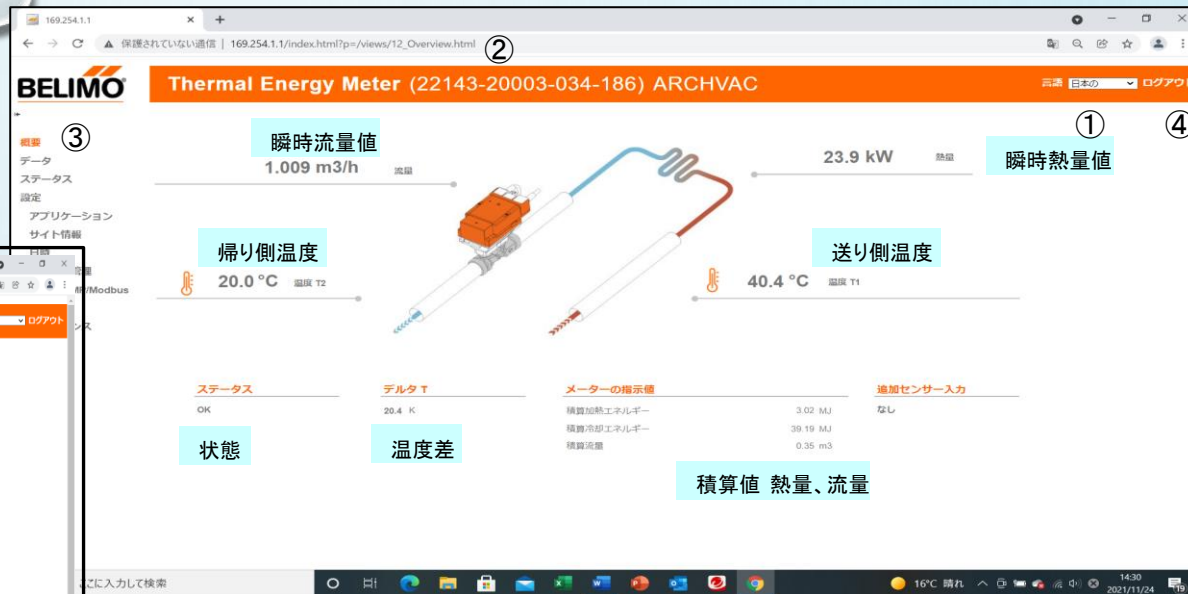 169.254.1.1
保護されていない通信 | 169.254.1.1/index.html?p=/views/12_Overview.html
②
BELIMO
Thermal Energy Meter (22143-20003-034-186) ARCHVAC
言語 日本の ログアウト
①
④
概要
③
データ
ステータス
設定
アプリケーション
サイト情報
日時
/Modbus
ログアウト
瞬時流量値
1.009 m3/h 流量
23.9 kW 熱量
瞬時熱量値
帰り側温度
20.0 °C 温度 T2
送り側温度
40.4 °C 温度 T1
ステータス
OK
状態
デルタ T
20.4 K
温度差
メーターの指示値
積算加熱エネルギー 3.02 MJ
積算冷却エネルギー 39.19 MJ
積算流量 0.35 m3
積算値 熱量、流量
追加センサー入力
なし
ここに入力して検索
16°C 晴れ
14:30
2021/11/24
19